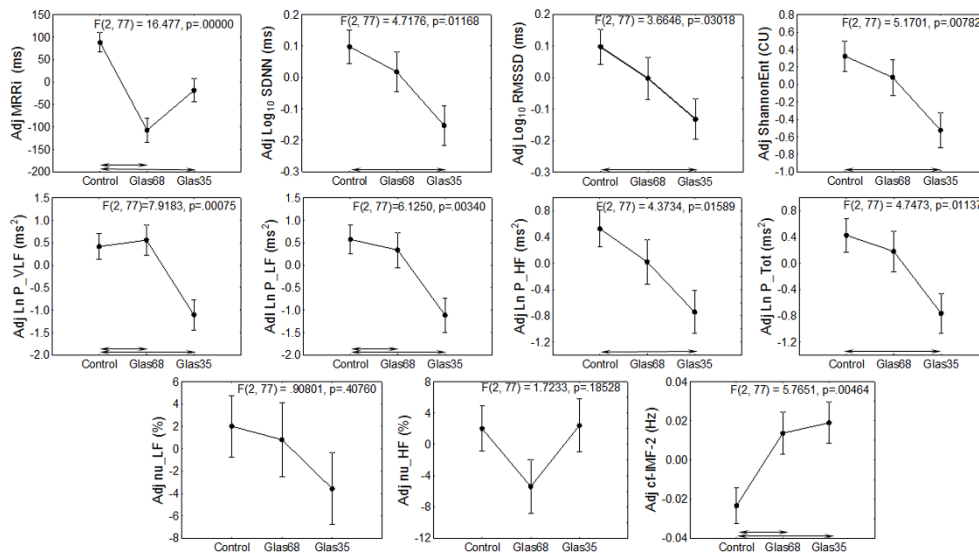 F(2, 77) = 16.477, p=.00000
Adj MRRi (ms)
150
100
50
0
-50
-100
-150
-200
Control Glas68 Glas35
F(2, 77) = 4.7176, p=.01168
Adj Log10 SDNN (ms)
0.2
0.1
0.0
-0.1
-0.2
-0.3
Control Glas68 Glas35
F(2, 77) = 3.6646, p=.03018
Adj Log10 RMSSD (ms)
0.2
0.1
0.0
-0.1
0.2
0.3
Control Glas68 Glas35
F(2, 77) = 5.1701, p=.00782
Adj ShannonEnt (CU)
0.8
0.6
0.4
0.2
0.0
-0.2
-0.4
-0.6
-0.8
-1.0
Control Glas68 Glas35
F(2, 77)=7.9183, p=.00075
Adj Ln P_VLF (ms2)
1.5
1.0
0.5
0.0
-0.5
-1.0
-1.5
-2.0
Control Glas68 Glas35
F(2, 77)=6.1250, p=.00340
AdI Ln P_LF (ms2)
1.5
1.0
0.5
0.0
-0.5
-1.0
-1.5
-2.0
Control Glas68 Glas35
F(2, 77) = 4.3734, p=.01589
Adj Ln P_HF (ms2)
0.8
0.4
0.0
-0.4
-0.8
-1.2
Control Glas68 Glas35
F(2, 77) = 4.7473, p=.01137
Adj Ln P_Tot (ms2)
0.8
0.4
0.0
-0.4
-0.8
-1.2
Control Glas68 Glas35
F(2, 77) = .90801, p=.40760
Adj nu_LF (%)
6
4
2
0
-2
-4
-6
-8
Control Glas68 Glas35
F(2, 77) = 1.7233, p=.18528
Adj nu_HF (%)
8
4
0
-4
-8
-12
Control Glas68 Glas35
F(2, 77) = 5.7651, p=.00464
Adj cf-IMF-2 (Hz)
0.04
0.02
0.00
-0.02
-0.04
Control Glas68 Glas35